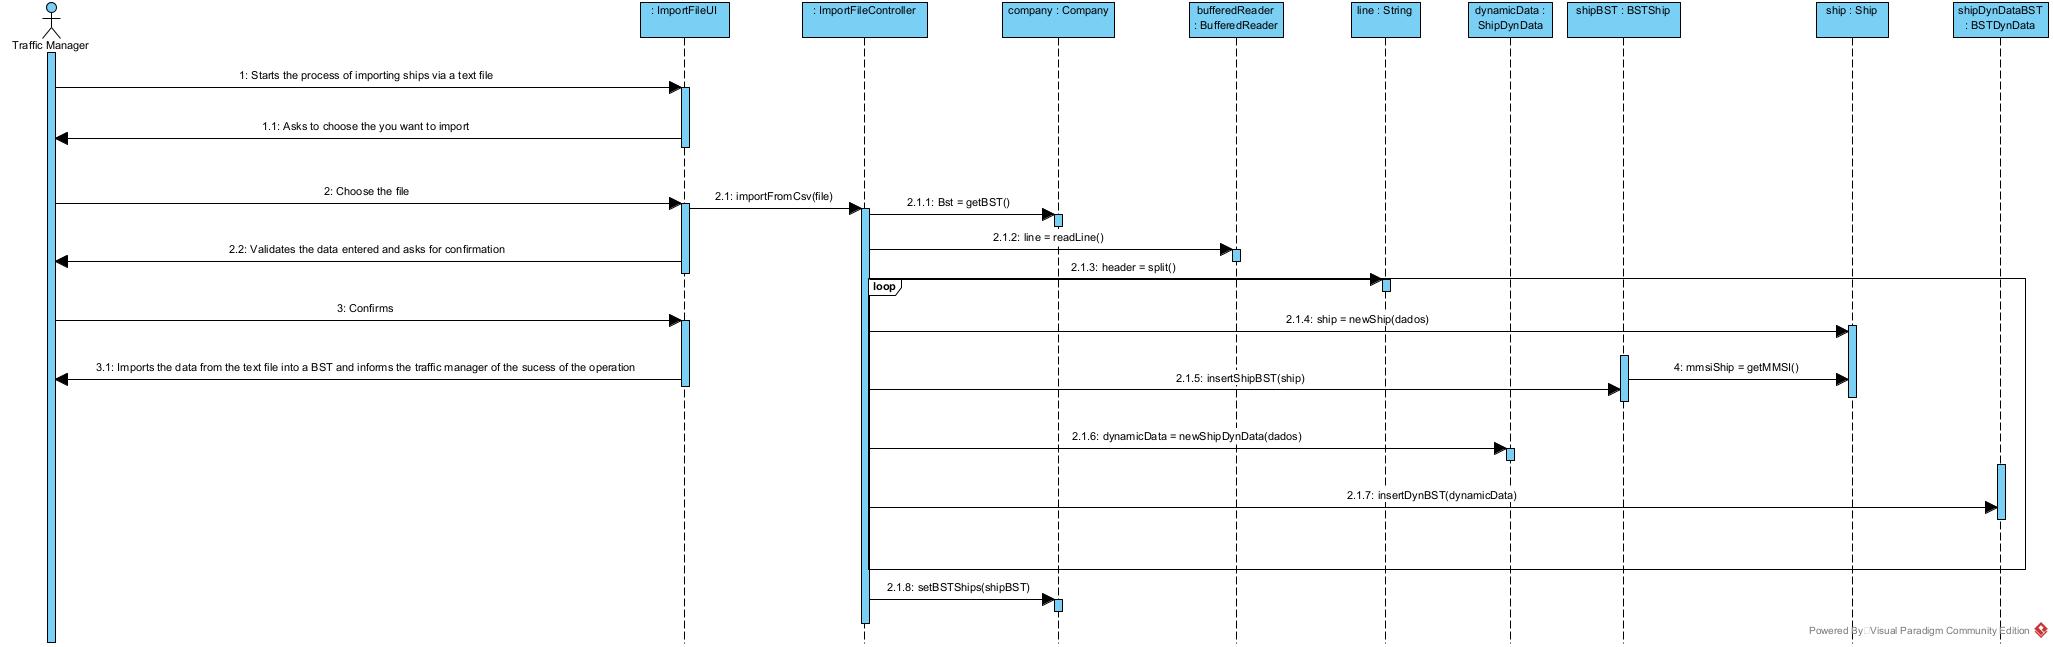 Traffic Manager
: ImportFileUI
: ImportFileController
company : Company
bufferedReader
: BufferedReader
line : String
dynamicData :
ShipDynData
shipBST : BSTShip
ship : Ship
shipDynDataBST
: BSTDynData
1: Starts the process of importing ships via a text file
1.1: Asks to choose the you want to import
2: Choose the file
2.1: importFromCsv(file)
2.1.1: Bst = getBST()
2.1.2: line = readLine()
2.2: Validates the data entered and asks for confirmation
2.1.3: header = split()
loop
3: Confirms
2.1.4: ship = newShip(dados)
3.1: Imports the data from the text file into a BST and informs the traffic manager of the sucess of the operation
4: mmsiShip = getMMSI()
2.1.5: insertShipBST(ship)
2.1.6: dynamicData = newShipDynData(dados)
2.1.7: insertDynBST(dynamicData)
2.1.8: setBSTShips(shipBST)
Powered By Visual Paradigm Community Edition